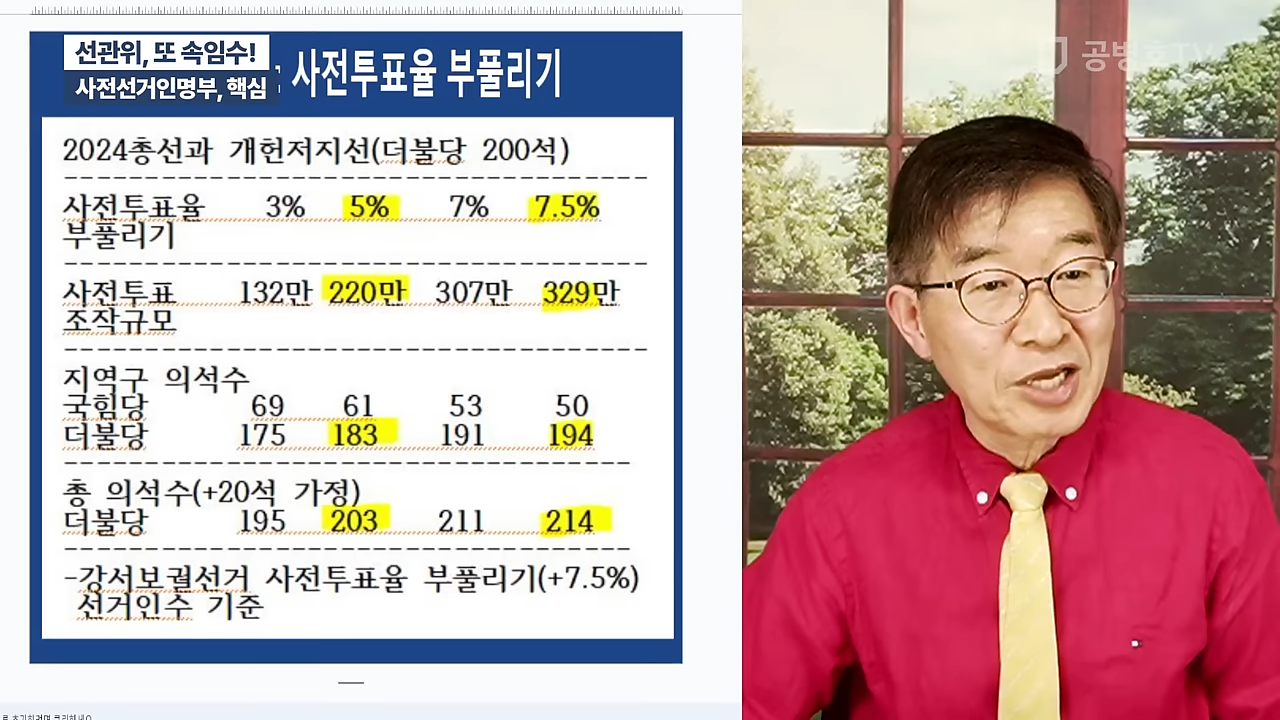 선관위, 또 속임수!
사전선거인명부, 핵심
사전투표율 부풀리기
공병호TV
2024총선과 개헌저지선(더불당 200석)
사전투표율 3% 5% 7% 7.5%
부풀리기
사전투표 132만 220만 307만 329만
조작규모
지역구 의석수
국힘당 69 61 53 50
더불당 175 183 191 194
총 의석수(+20석 가정)
더불당 195 203 211 214
-강서보궐선거 사전투표율 부풀리기(+7.5%)
선거인수 기준